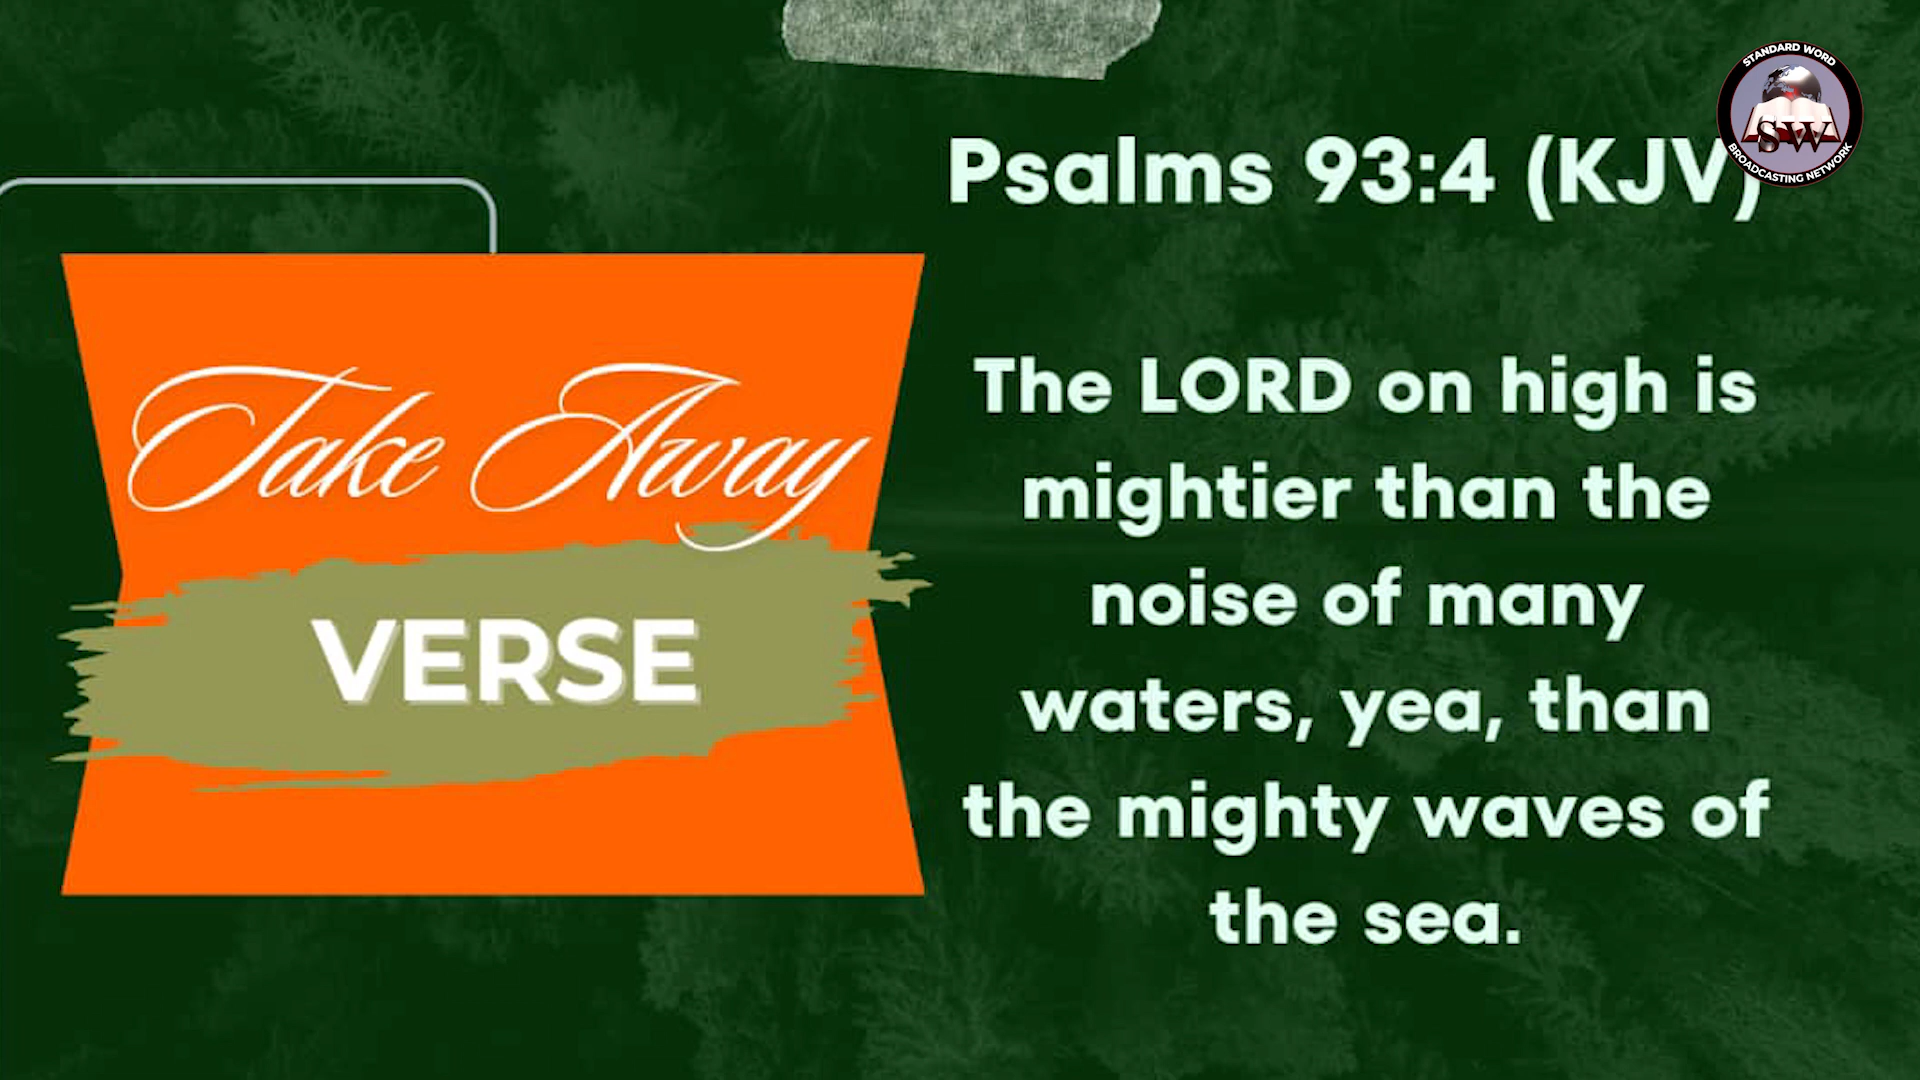 STANDARD WORD
SW
BROADCASTING NETWORK
Psalms 93:4 (KJV)
Take Away
VERSE
The LORD on high is
mightier than the
noise of many
waters, yea, than
the mighty waves of
the sea.